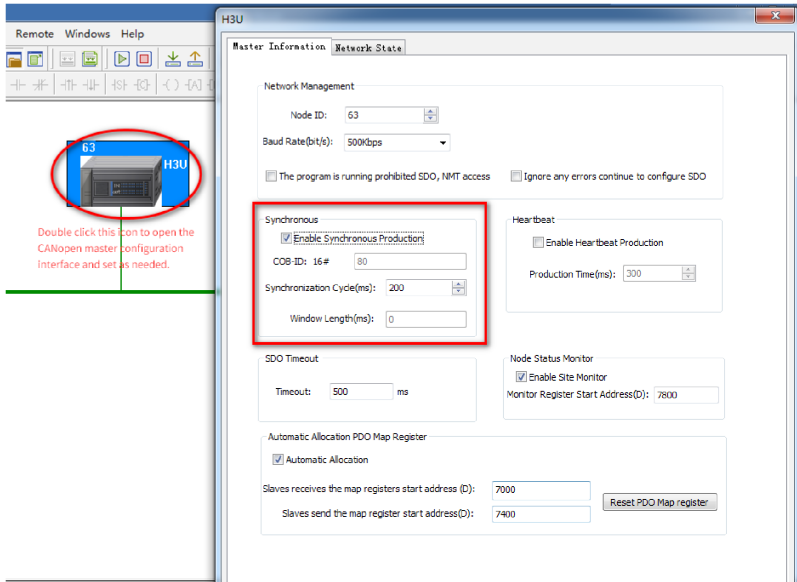 H3U
Remote Windows Help
Master Information Network State
Network Management
Node ID: 63
Baud Rate(bit/s): 500Kbps
The program is running prohibited SDO, NMT access Ignore any errors continue to configure SDO
63
H3U
Double click this icon to open the
CANopen master configuration
interface and set as needed.
Synchronous
Enable Synchronous Production
COB-ID: 16# 80
Synchronization Cycle(ms): 200
Window Length(ms): 0
Heartbeat
Enable Heartbeat Production
Production Time(ms): 300
SDO Timeout
Timeout: 500 ms
Node Status Monitor
Enable Site Monitor
Monitor Register Start Address(D): 7800
Automatic Allocation PDO Map Register
Automatic Allocation
Slaves receives the map registers start address (D): 7000
Slaves send the map register start address(D): 7400
Reset PDO Map register